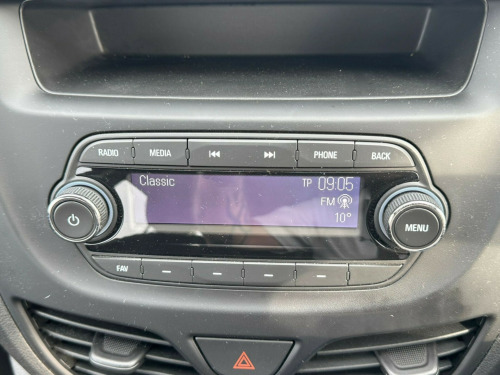 RADIO MEDIA PHONE BACK
Classic TP 09:05
FM
10°
MENU
FAV